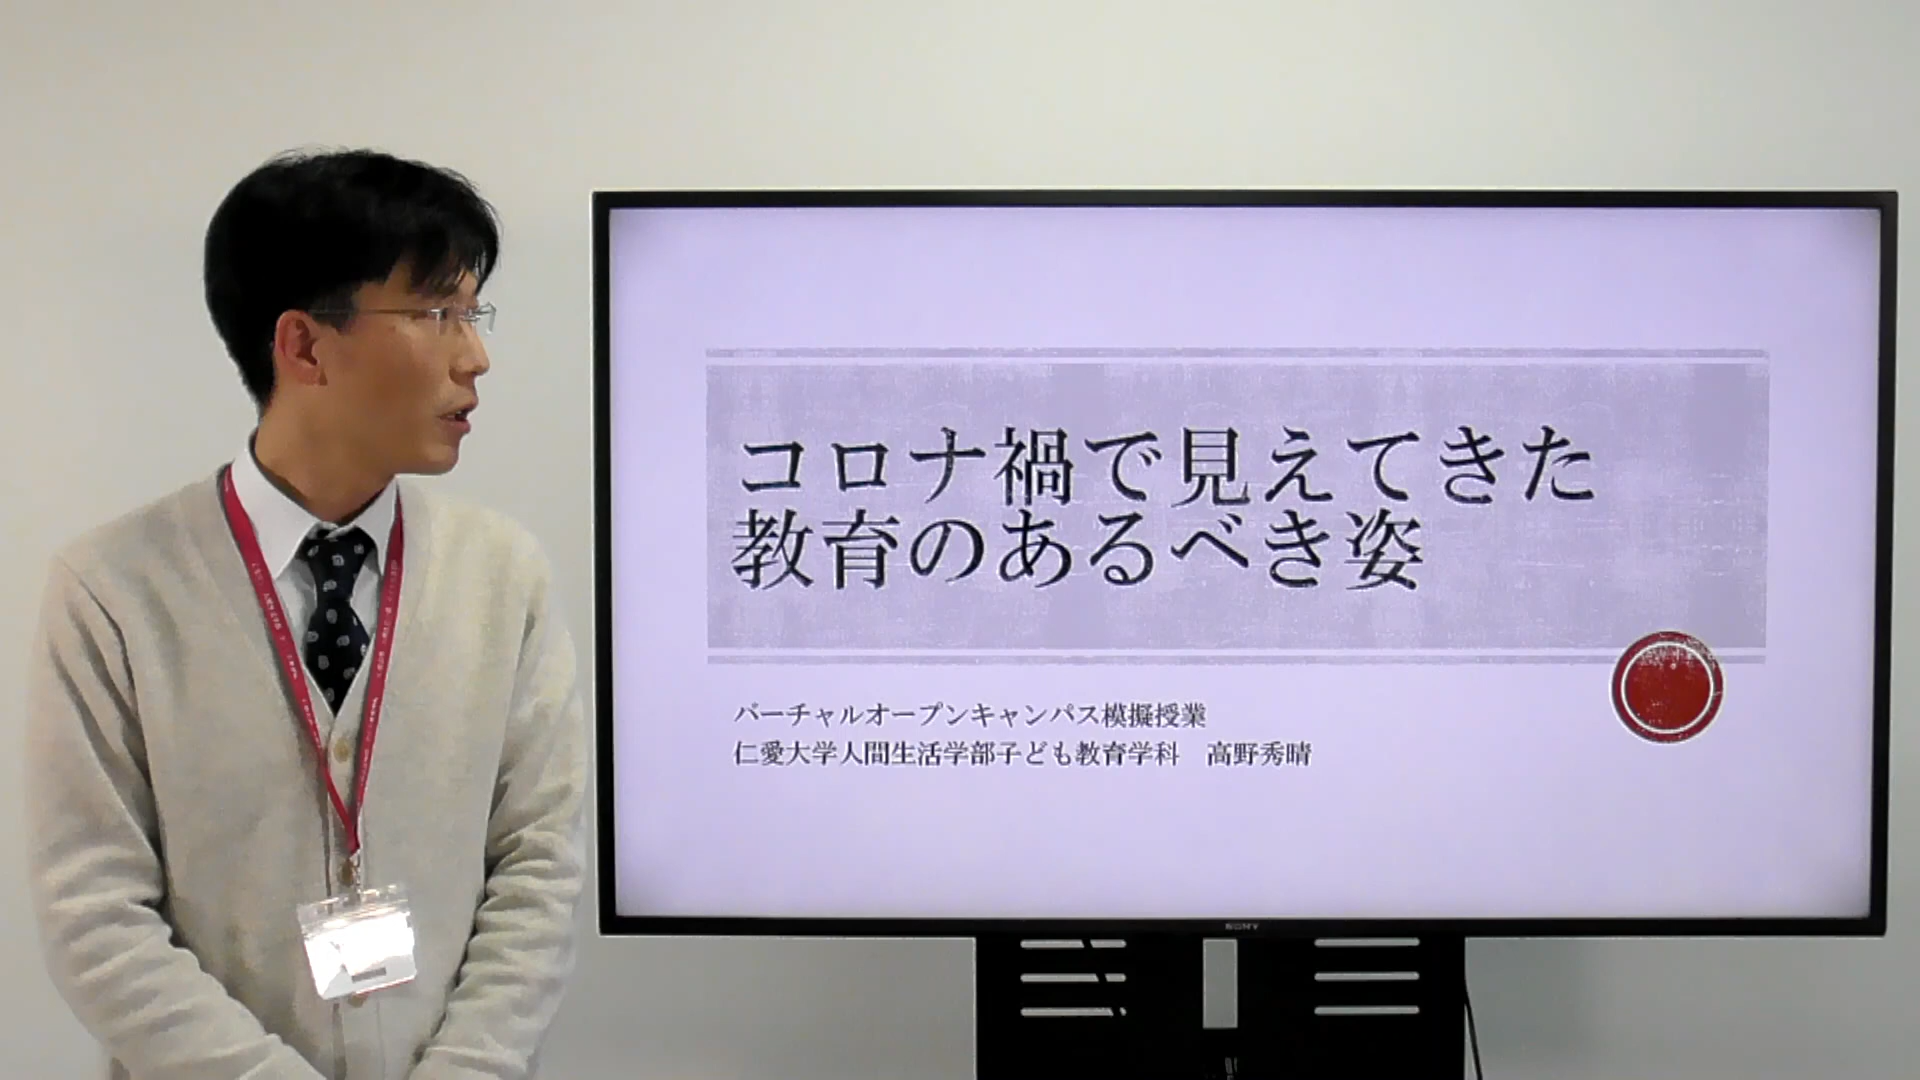 コロナ禍で見えてきた
教育のあるべき姿
バーチャルオープンキャンパス模擬授業
仁愛大学人間生活学部子ども教育学科　高野秀晴
SONY